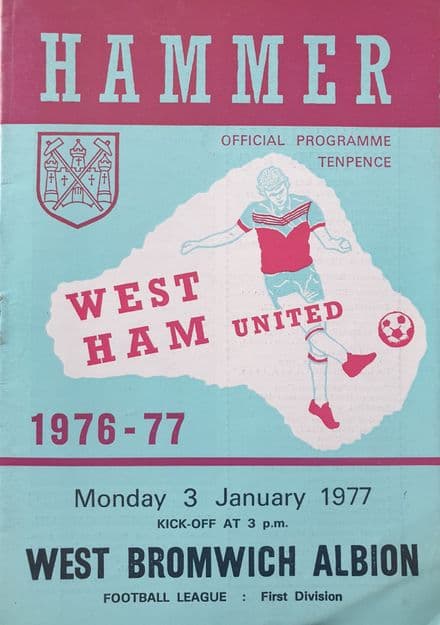 HAMMER
OFFICIAL PROGRAMME
TENPENCE
WEST
HAM UNITED
1976-77
Monday 3 January 1977
KICK-OFF AT 3 p.m.
WEST BROMWICH ALBION
FOOTBALL LEAGUE : First Division